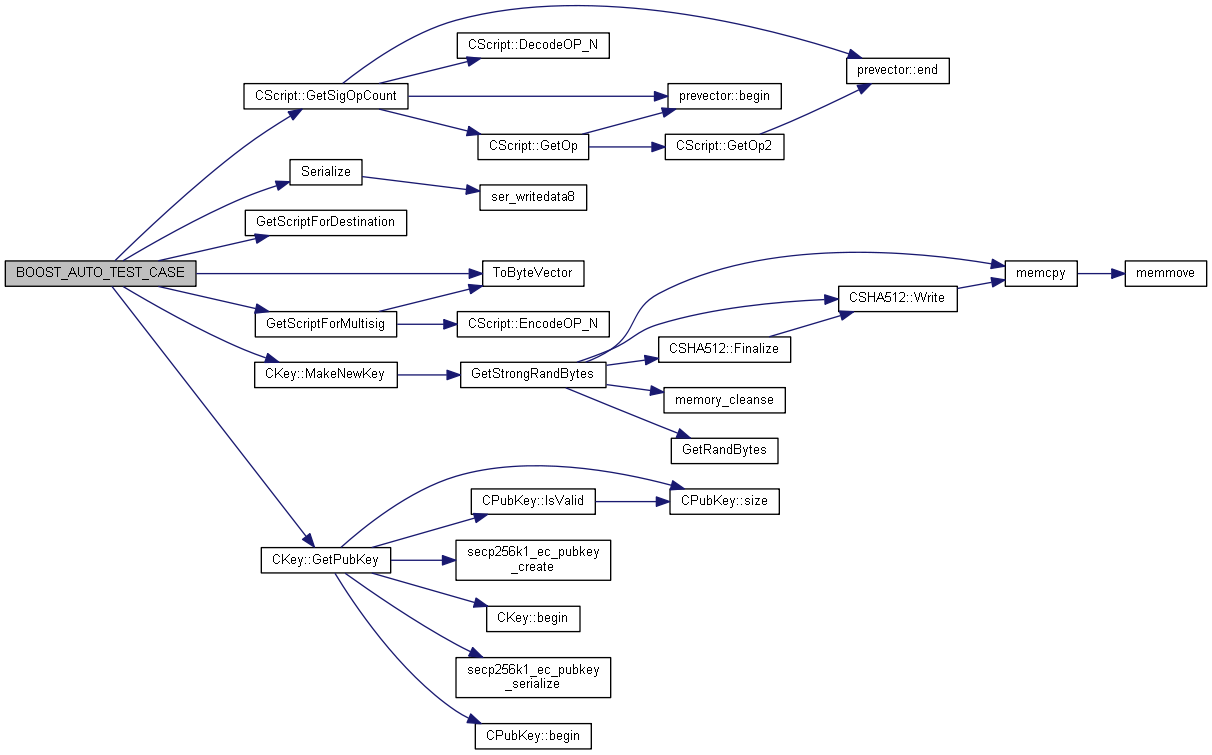 CScript::DecodeOP_N
prevector::end
CScript::GetSigOpCount
prevector::begin
CScript::GetOp
CScript::GetOp2
Serialize
ser_writedata8
GetScriptForDestination
BOOST_AUTO_TEST_CASE
ToByteVector
memcpy
memmove
CSHA512::Write
GetScriptForMultisig
CScript::EncodeOP_N
CSHA512::Finalize
CKey::MakeNewKey
GetStrongRandBytes
memory_cleanse
GetRandBytes
CPubKey::IsValid
CPubKey::size
CKey::GetPubKey
secp256k1_ec_pubkey
_create
CKey::begin
secp256k1_ec_pubkey
_serialize
CPubKey::begin